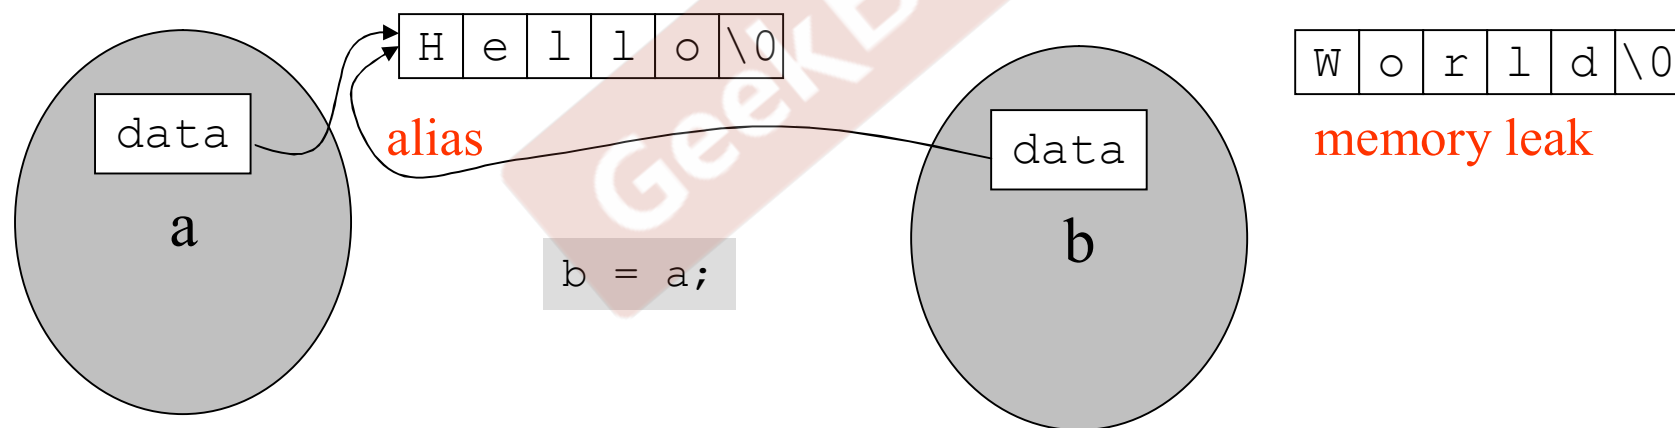 H e l l o \0
W o r l d \0
data
alias
data
memory leak
a
b
b = a;